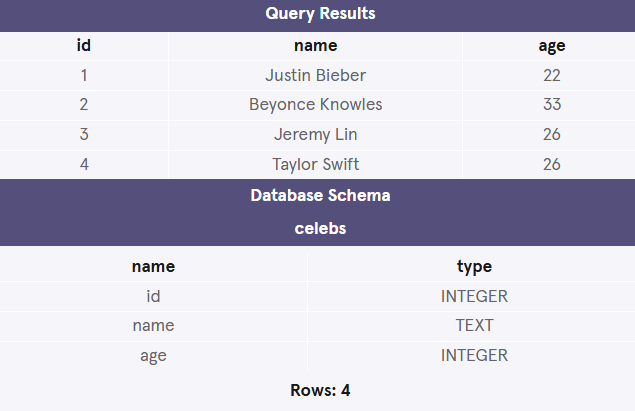 Query Results
id name age
1 Justin Bieber 22
2 Beyonce Knowles 33
3 Jeremy Lin 26
4 Taylor Swift 26
Database Schema
celebs
name type
id INTEGER
name TEXT
age INTEGER
Rows: 4